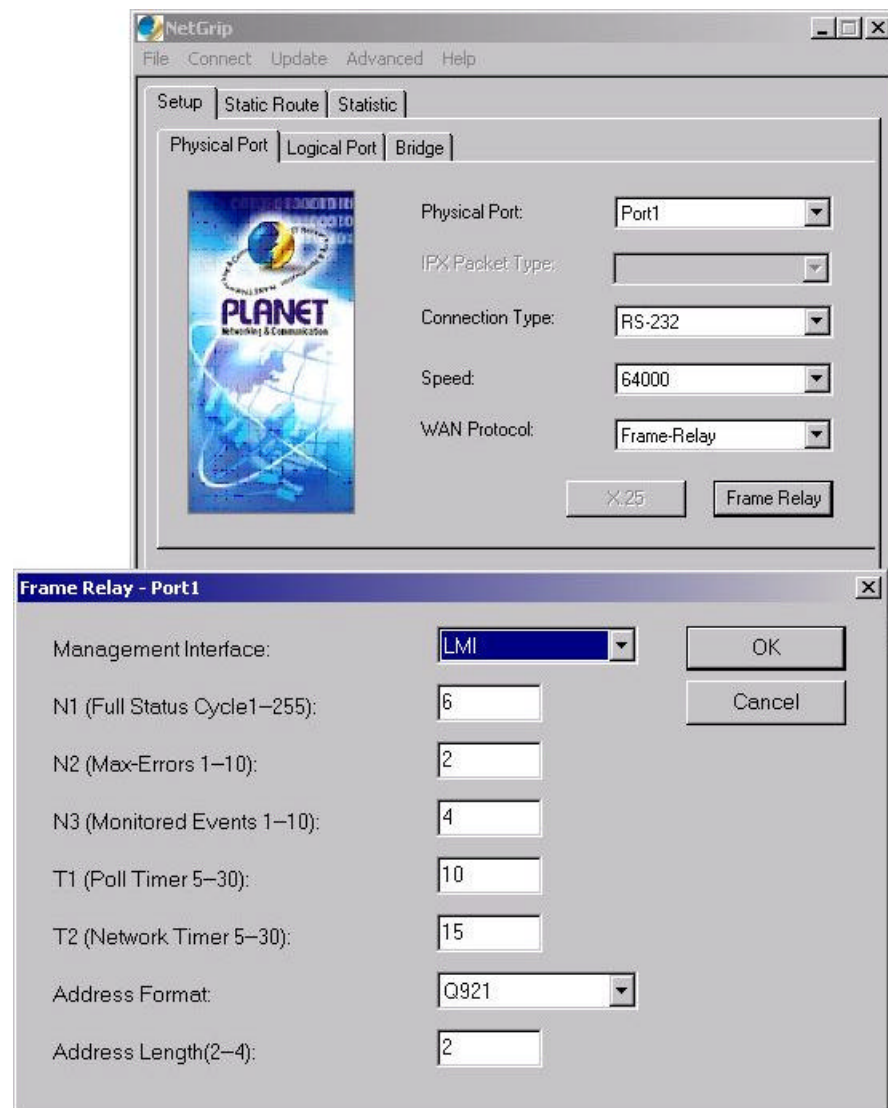 NetGrip
File Connect Update Advanced Help
Setup Static Route Statistic
Physical Port Logical Port Bridge
PLANET
Networking & Communication
Physical Port: Port1
IPX Packet Type:
Connection Type: RS-232
Speed: 64000
WAN Protocol: Frame-Relay
X.25 Frame Relay
Frame Relay - Port1
Management Interface: LMI OK
N1 (Full Status Cycle1–255): 6 Cancel
N2 (Max-Errors 1–10): 2
N3 (Monitored Events 1–10): 4
T1 (Poll Timer 5–30): 10
T2 (Network Timer 5–30): 15
Address Format: Q921
Address Length(2–4): 2